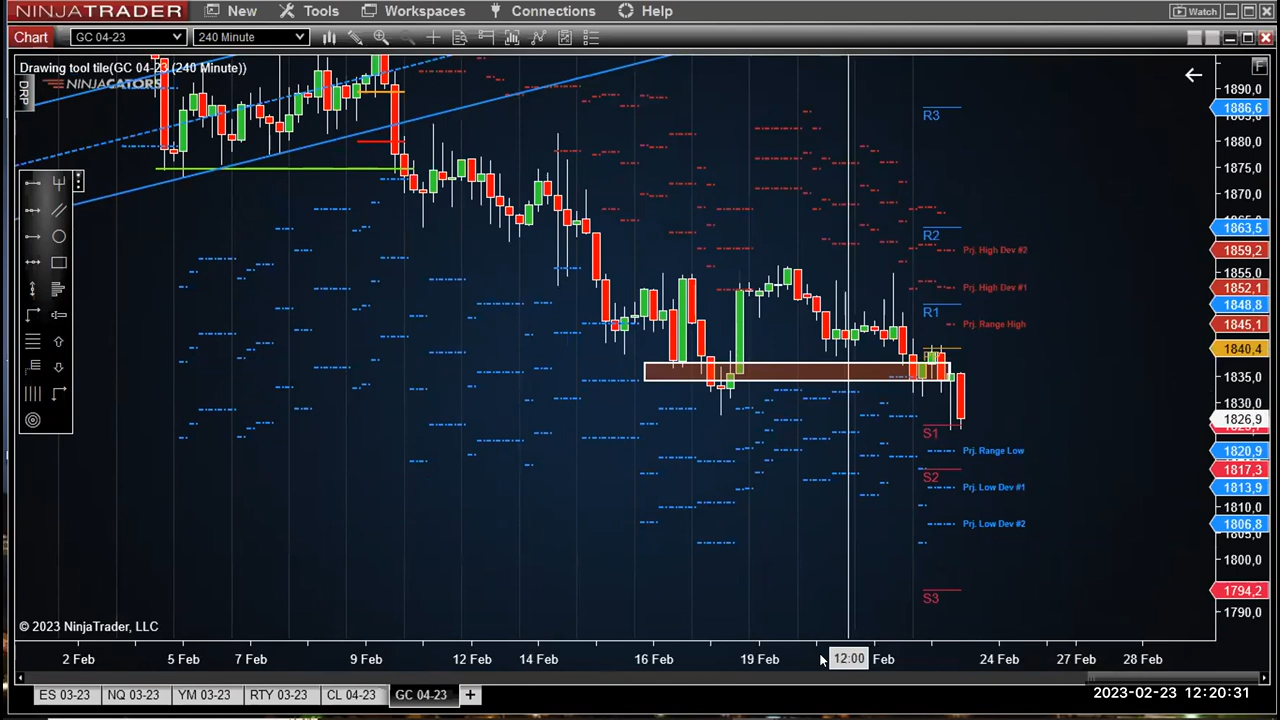 NINJATRADER New Tools Workspaces Connections Help Watch
Chart GC 04-23 240 Minute
Drawing tool tile(GC 04-23 (240 Minute))
NINJACATORS
DRP
F
1890,0
R3
1886,6
1880,0
1875,0
1870,0
R2
1863,5
Prj. High Dev #2
1859,2
1855,0
Prj. High Dev #1
1852,1
R1
1848,8
Prj. Range High
1845,1
1840,4
1835,0
1830,0
1826,9
S1
Prj. Range Low
1820,9
S2
1817,3
Prj. Low Dev #1
1813,9
1810,0
Prj. Low Dev #2
1806,8
1805,0
1800,0
S3
1794,2
1790,0
© 2023 NinjaTrader, LLC
2 Feb 5 Feb 7 Feb 9 Feb 12 Feb 14 Feb 16 Feb 19 Feb 12:00 Feb 24 Feb 27 Feb 28 Feb
ES 03-23 NQ 03-23 YM 03-23 RTY 03-23 CL 04-23 GC 04-23 +
2023-02-23 12:20:31